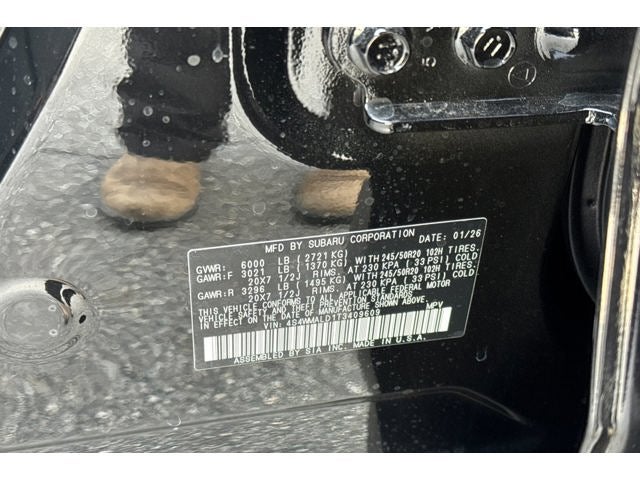 MFD BY SUBARU CORPORATION DATE: 01/26
GVWR: 6000 LB (2721 KG)
GAWR:F 3021 LB (1370 KG) WITH 245/50R20 102H TIRES.
20X7 1/2J RIMS. AT 230 KPA (33 PSI) COLD
GAWR:R 3296 LB (1495 KG) WITH 245/50R20 102H TIRES.
20X7 1/2J RIMS. AT 230 KPA (33 PSI) COLD
THIS VEHICLE CONFORMS TO ALL APPLICABLE FEDERAL MOTOR
VEHICLE SAFETY AND THEFT PREVENTION STANDARDS
IN EFFECT ON THE DATE OF MANUFACTURE SHOWN ABOVE.
VIN: 4S4WMALD1T3409609 MPV
ASSEMBLED BY SIA INC. MADE IN U.S.A.